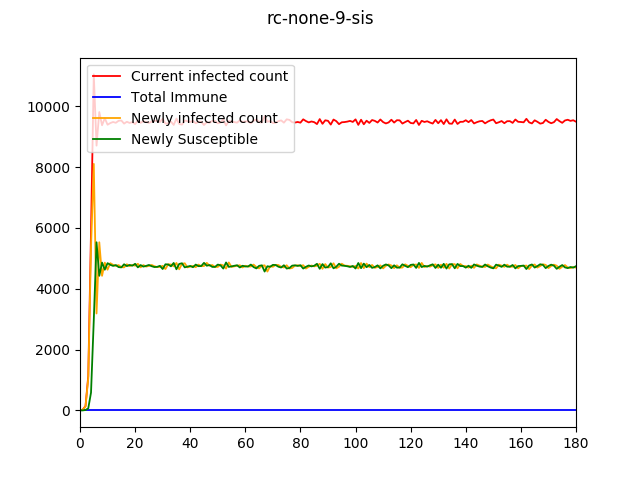 rc-none-9-sis
Current infected count
Total Immune
Newly infected count
Newly Susceptible
10000
8000
6000
4000
2000
0
0 20 40 60 80 100 120 140 160 180